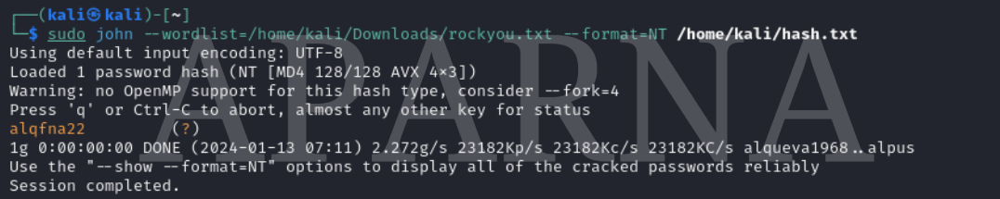 ┌──(kali㉿kali)-[~]
└─$ sudo john --wordlist=/home/kali/Downloads/rockyou.txt --format=NT /home/kali/hash.txt
Using default input encoding: UTF-8
Loaded 1 password hash (NT [MD4 128/128 AVX 4×3])
Warning: no OpenMP support for this hash type, consider --fork=4
Press 'q' or Ctrl-C to abort, almost any other key for status
alqfna22         (?)
1g 0:00:00:00 DONE (2024-01-13 07:11) 2.272g/s 23182Kp/s 23182Kc/s 23182KC/s alqueva1968..alpus
Use the "--show --format=NT" options to display all of the cracked passwords reliably
Session completed.
APARNA